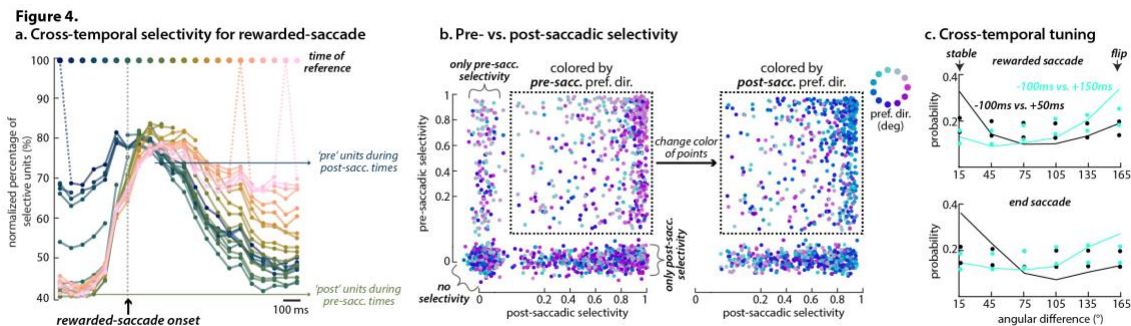 Figure 4.
a. Cross-temporal selectivity for rewarded-saccade
time of
reference
normalized percentage of
selective units (%)
100
90
80
70
60
50
40
'pre' units during
post-sacc. times
'post' units during
pre-sacc. times
100 ms
rewarded-saccade onset
b. Pre- vs. post-saccadic selectivity
only pre-sacc.
selectivity
colored by
pre-sacc. pref. dir.
colored by
post-sacc. pref. dir.
pref. dir.
(deg)
change color
of points
pre-saccadic selectivity
1
0.8
0.6
0.4
0.2
0
only post-sacc.
selectivity
no
selectivity
0 0.2 0.4 0.6 0.8 1
post-saccadic selectivity
0 0.2 0.4 0.6 0.8 1
post-saccadic selectivity
c. Cross-temporal tuning
stable
rewarded saccade
flip
-100ms vs. +150ms
-100ms vs. +50ms
probability
0.4
0.2
15 45 75 105 135 165
end saccade
probability
0.4
0.2
15 45 75 105 135 165
angular difference (°)